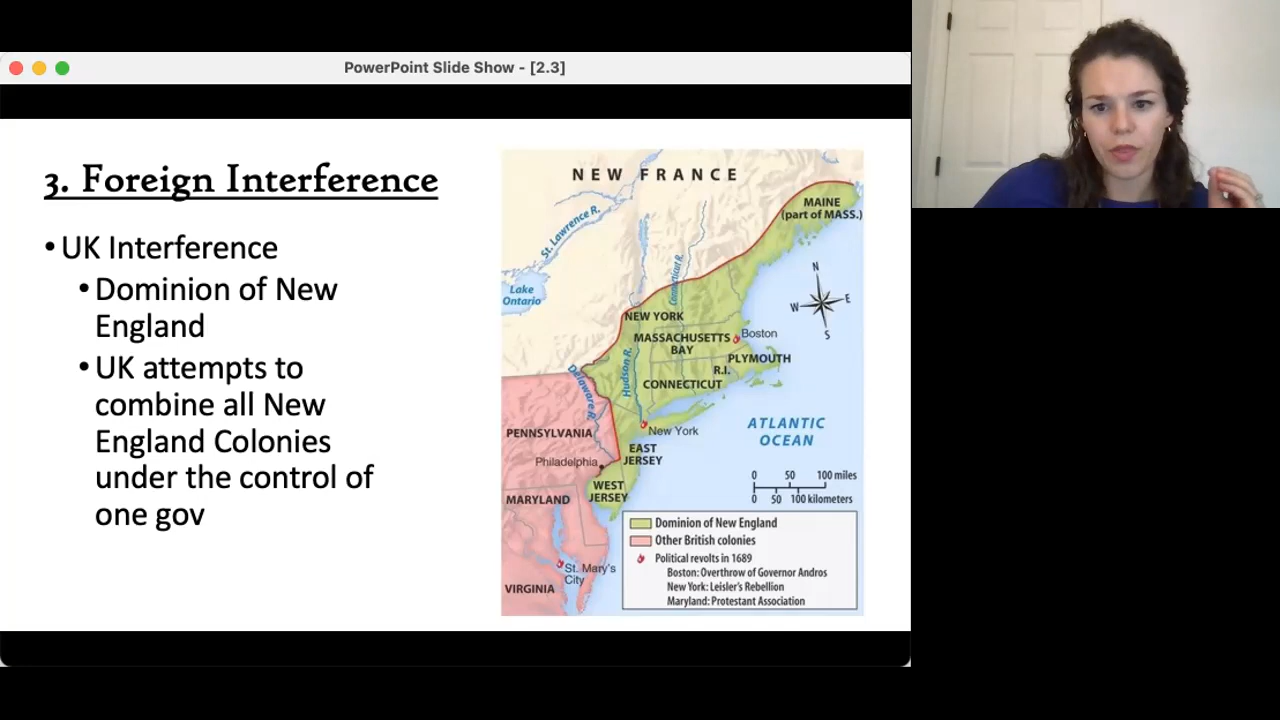 PowerPoint Slide Show - [2.3]
3. Foreign Interference
• UK Interference
• Dominion of New
England
• UK attempts to
combine all New
England Colonies
under the control of
one gov
NEW FRANCE
MAINE
(part of MASS.)
St. Lawrence R.
Lake
Ontario
Connecticut R.
N
W
E
S
NEW YORK
MASSACHUSETTS
BAY
Boston
PLYMOUTH
R.I.
CONNECTICUT
Hudson R.
Delaware R.
New York
ATLANTIC
OCEAN
PENNSYLVANIA
EAST
JERSEY
Philadelphia
WEST
JERSEY
MARYLAND
0 50 100 miles
0 50 100 kilometers
St. Mary's
City
VIRGINIA
Dominion of New England
Other British colonies
Political revolts in 1689
Boston: Overthrow of Governor Andros
New York: Leisler's Rebellion
Maryland: Protestant Association